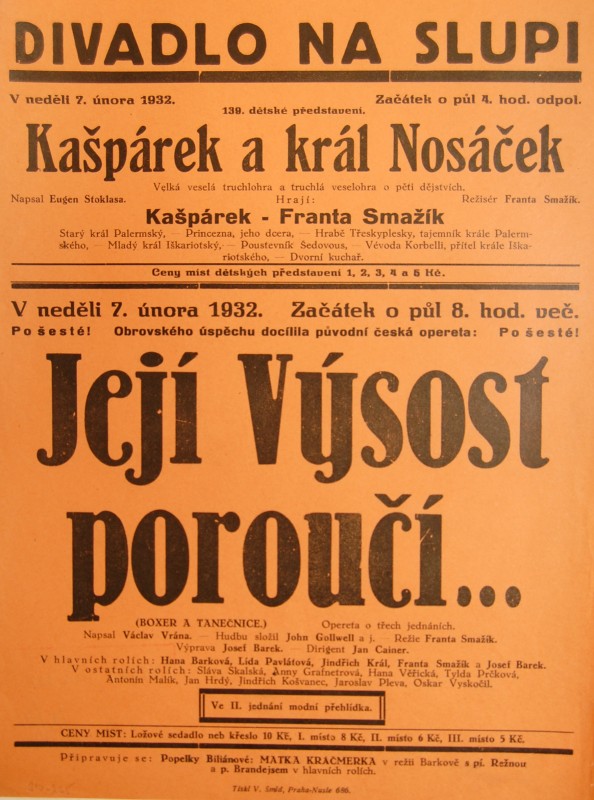 DIVADLO NA SLUPI
V neděli 7. února 1932. Začátek o půl 4. hod. odpol.
139. dětské představení.
Kašpárek a král Nosáček
Velká veselá truchlohra a truchlá veselohra o pěti dějstvích.
Napsal Eugen Stoklasa. Hrají: Režisér Franta Smažík.
Kašpárek - Franta Smažík
Starý král Palermský, — Princezna, jeho dcera, — Hrabě Třeskyplesky, tajemník krále Palerm-
ského, — Mladý král Iškariotský, — Poustevník Šedovous, — Vévoda Korbelli, přítel krále Iška-
riotského, — Dvorní kuchař.
Ceny míst dětských představení 1, 2, 3, 4 a 5 Kč.
V neděli 7. února 1932. Začátek o půl 8. hod. več.
Po šesté! Obrovského úspěchu docílila původní česká opereta: Po šesté!
Její Výsost
poroučí...
(BOXER A TANEČNICE.) Opereta o třech jednáních.
Napsal Václav Vrána. — Hudbu složil John Gollwell a j. — Režie Franta Smažík.
Výprava Josef Barek. — Dirigent Jan Cainer.
V hlavních rolích: Hana Barková, Lída Pavlátová, Jindřich Král, Franta Smažík a Josef Barek.
V ostatních rolích: Sláva Skalská, Anny Grafnetrová, Hana Věřická, Tylda Prčková,
Antonín Malík, Jan Hrdý, Jindřich Košvanec, Jaroslav Pleva, Oskar Vyskočil.
Ve II. jednání modní přehlídka.
CENY MÍST: Ložové sedadlo neb křeslo 10 Kč, I. místo 8 Kč, II. místo 6 Kč, III. místo 5 Kč.
Připravuje se: Popelky Biliánové: MATKA KRÁČMERKA v režii Barkově s pí. Režnou
a p. Brandejsem v hlavních rolích.
Tiskl V. Šmíd, Praha-Nusle 686.